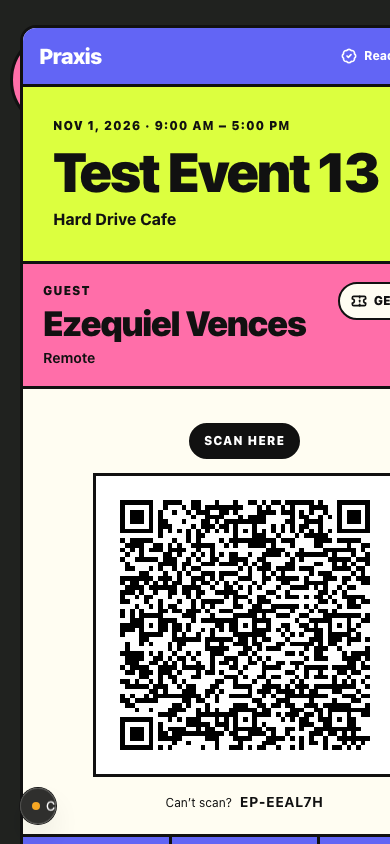 Praxis
NOV 1, 2026 · 9:00 AM – 5:00 PM
Test Event 13
Hard Drive Cafe
GUEST
Ezequiel Vences
Remote
SCAN HERE
Can't scan? EP-EEAL7H